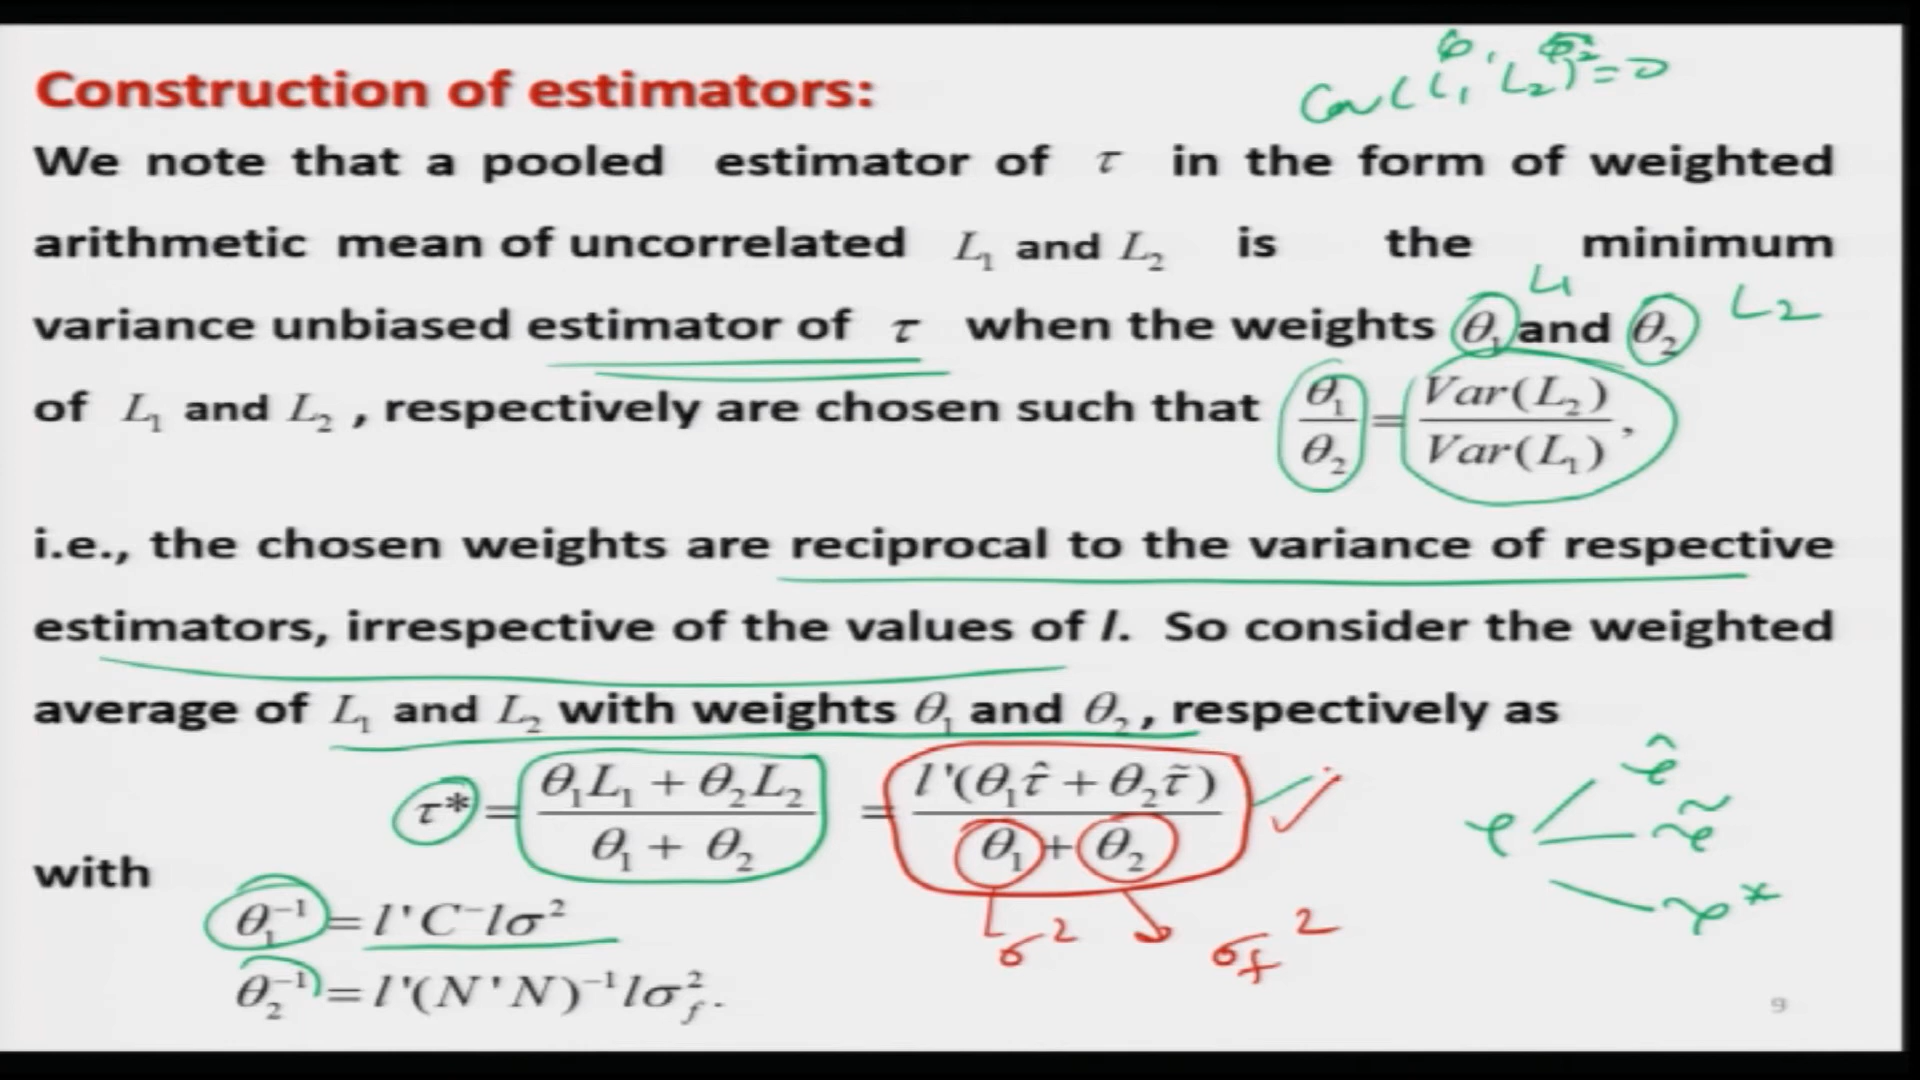 Construction of estimators:
Cov(L₁, L₂) = 0
We note that a pooled estimator of τ in the form of weighted
arithmetic mean of uncorrelated L₁ and L₂ is the minimum
L1
variance unbiased estimator of τ when the weights θ₁ and θ₂ L2
of L₁ and L₂ , respectively are chosen such that θ₁/θ₂ = Var(L₂)/Var(L₁),
i.e., the chosen weights are reciprocal to the variance of respective
estimators, irrespective of the values of l. So consider the weighted
average of L₁ and L₂ with weights θ₁ and θ₂, respectively as
τ* = (θ₁L₁ + θ₂L₂)/(θ₁ + θ₂) = l'(θ₁τ̂ + θ₂τ̃)/(θ₁ + θ₂)
with
θ₁⁻¹ = l'C⁻lσ²
σ² σf²
θ₂⁻¹ = l'(N'N)⁻¹lσf².
9